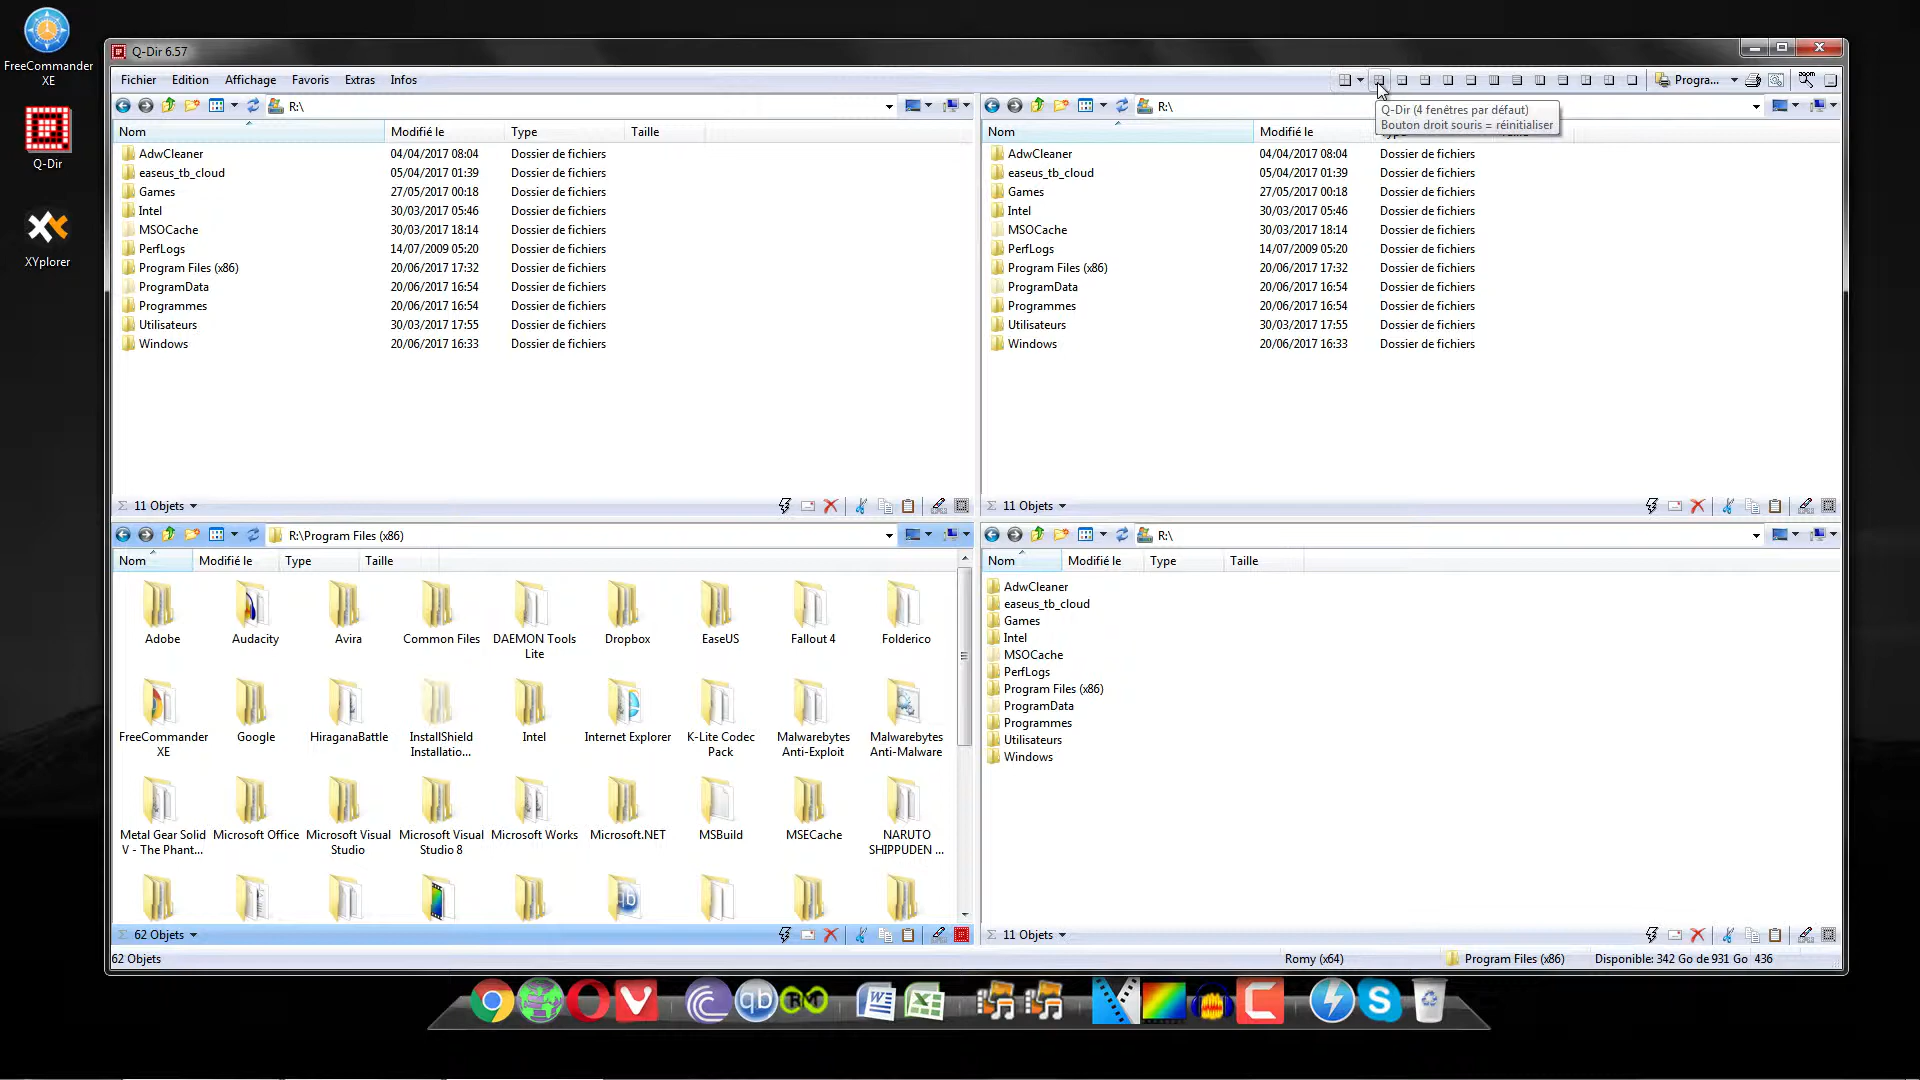 FreeCommander
XE
Q-Dir
XYplorer
Q-Dir 6.57
Fichier Edition Affichage Favoris Extras Infos
Progra...
zoom
Q-Dir (4 fenêtres par défaut)
Bouton droit souris = réinitialiser
R:\
Nom Modifié le Type Taille
AdwCleaner 04/04/2017 08:04 Dossier de fichiers
easeus_tb_cloud 05/04/2017 01:39 Dossier de fichiers
Games 27/05/2017 00:18 Dossier de fichiers
Intel 30/03/2017 05:46 Dossier de fichiers
MSOCache 30/03/2017 18:14 Dossier de fichiers
PerfLogs 14/07/2009 05:20 Dossier de fichiers
Program Files (x86) 20/06/2017 17:32 Dossier de fichiers
ProgramData 20/06/2017 16:54 Dossier de fichiers
Programmes 20/06/2017 16:54 Dossier de fichiers
Utilisateurs 30/03/2017 17:55 Dossier de fichiers
Windows 20/06/2017 16:33 Dossier de fichiers
11 Objets
R:\
Nom Modifié le
AdwCleaner 04/04/2017 08:04 Dossier de fichiers
easeus_tb_cloud 05/04/2017 01:39 Dossier de fichiers
Games 27/05/2017 00:18 Dossier de fichiers
Intel 30/03/2017 05:46 Dossier de fichiers
MSOCache 30/03/2017 18:14 Dossier de fichiers
PerfLogs 14/07/2009 05:20 Dossier de fichiers
Program Files (x86) 20/06/2017 17:32 Dossier de fichiers
ProgramData 20/06/2017 16:54 Dossier de fichiers
Programmes 20/06/2017 16:54 Dossier de fichiers
Utilisateurs 30/03/2017 17:55 Dossier de fichiers
Windows 20/06/2017 16:33 Dossier de fichiers
11 Objets
R:\Program Files (x86)
Nom Modifié le Type Taille
Adobe Audacity Avira Common Files DAEMON Tools Dropbox EaseUS Fallout 4 Folderico
Lite
FreeCommander Google HiraganaBattle InstallShield Intel Internet Explorer K-Lite Codec Malwarebytes Malwarebytes
XE Installatio... Pack Anti-Exploit Anti-Malware
Metal Gear Solid Microsoft Office Microsoft Visual Microsoft Visual Microsoft Works Microsoft.NET MSBuild MSECache NARUTO
V - The Phant... Studio Studio 8 SHIPPUDEN ...
62 Objets
R:\
Nom Modifié le Type Taille
AdwCleaner
easeus_tb_cloud
Games
Intel
MSOCache
PerfLogs
Program Files (x86)
ProgramData
Programmes
Utilisateurs
Windows
11 Objets
62 Objets Romy (x64) Program Files (x86) Disponible: 342 Go de 931 Go 436